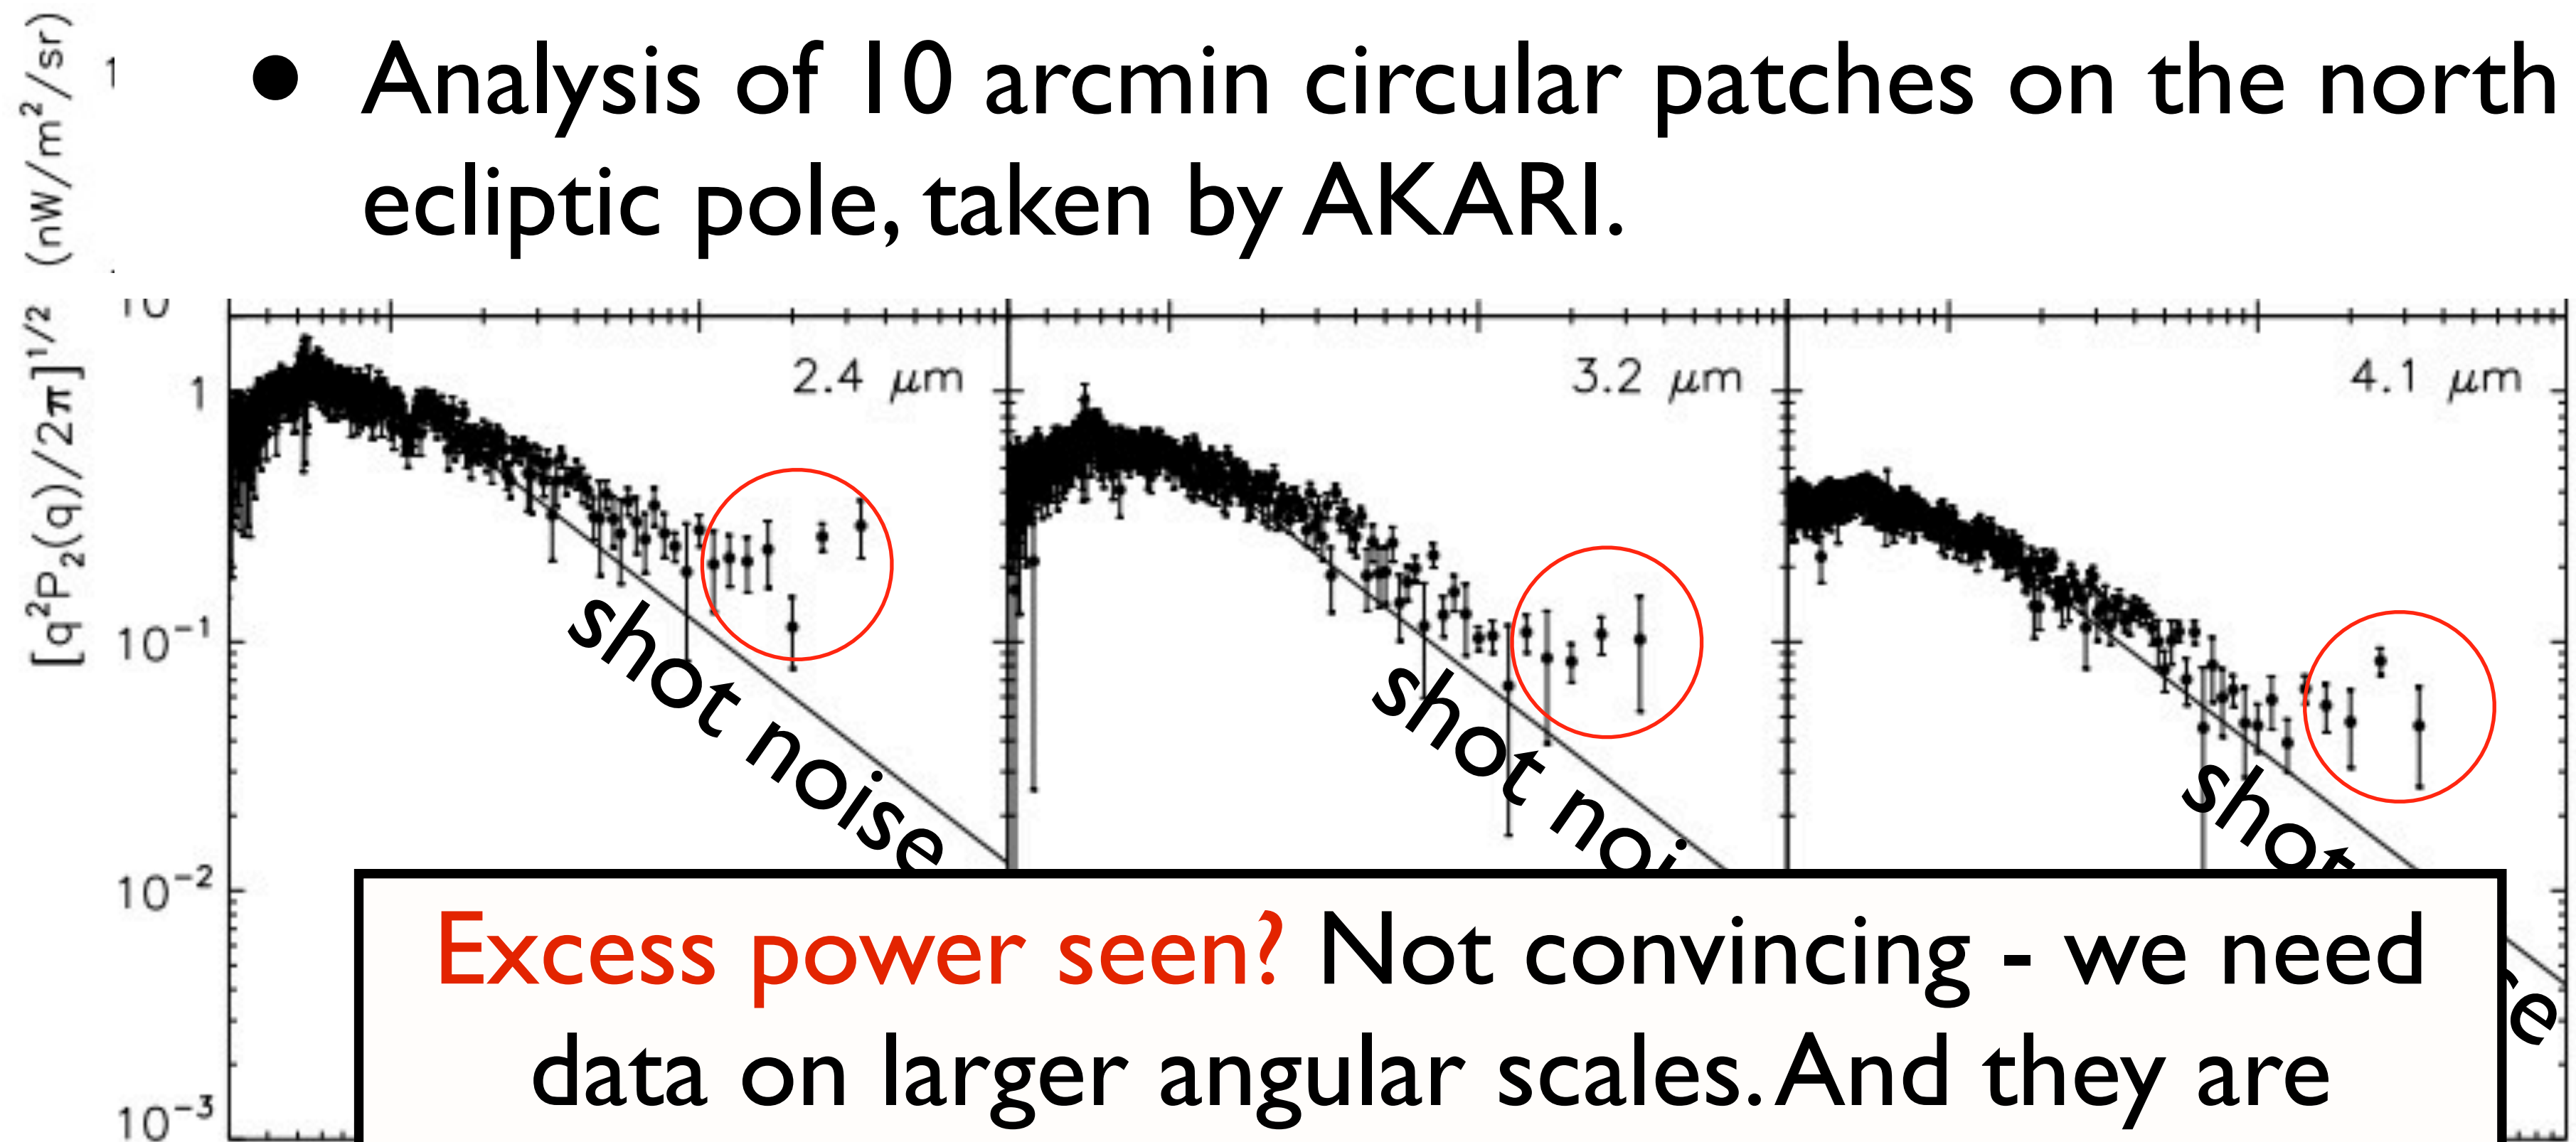 • Analysis of 10 arcmin circular patches on the north
ecliptic pole, taken by AKARI.
[q²P₂(q)/2π]^1/2 (nW/m²/sr)
1
10
1
10⁻¹
10⁻²
10⁻³
2.4 μm
3.2 μm
4.1 μm
shot noise
shot noi
shot
Excess power seen? Not convincing - we need
data on larger angular scales. And they are